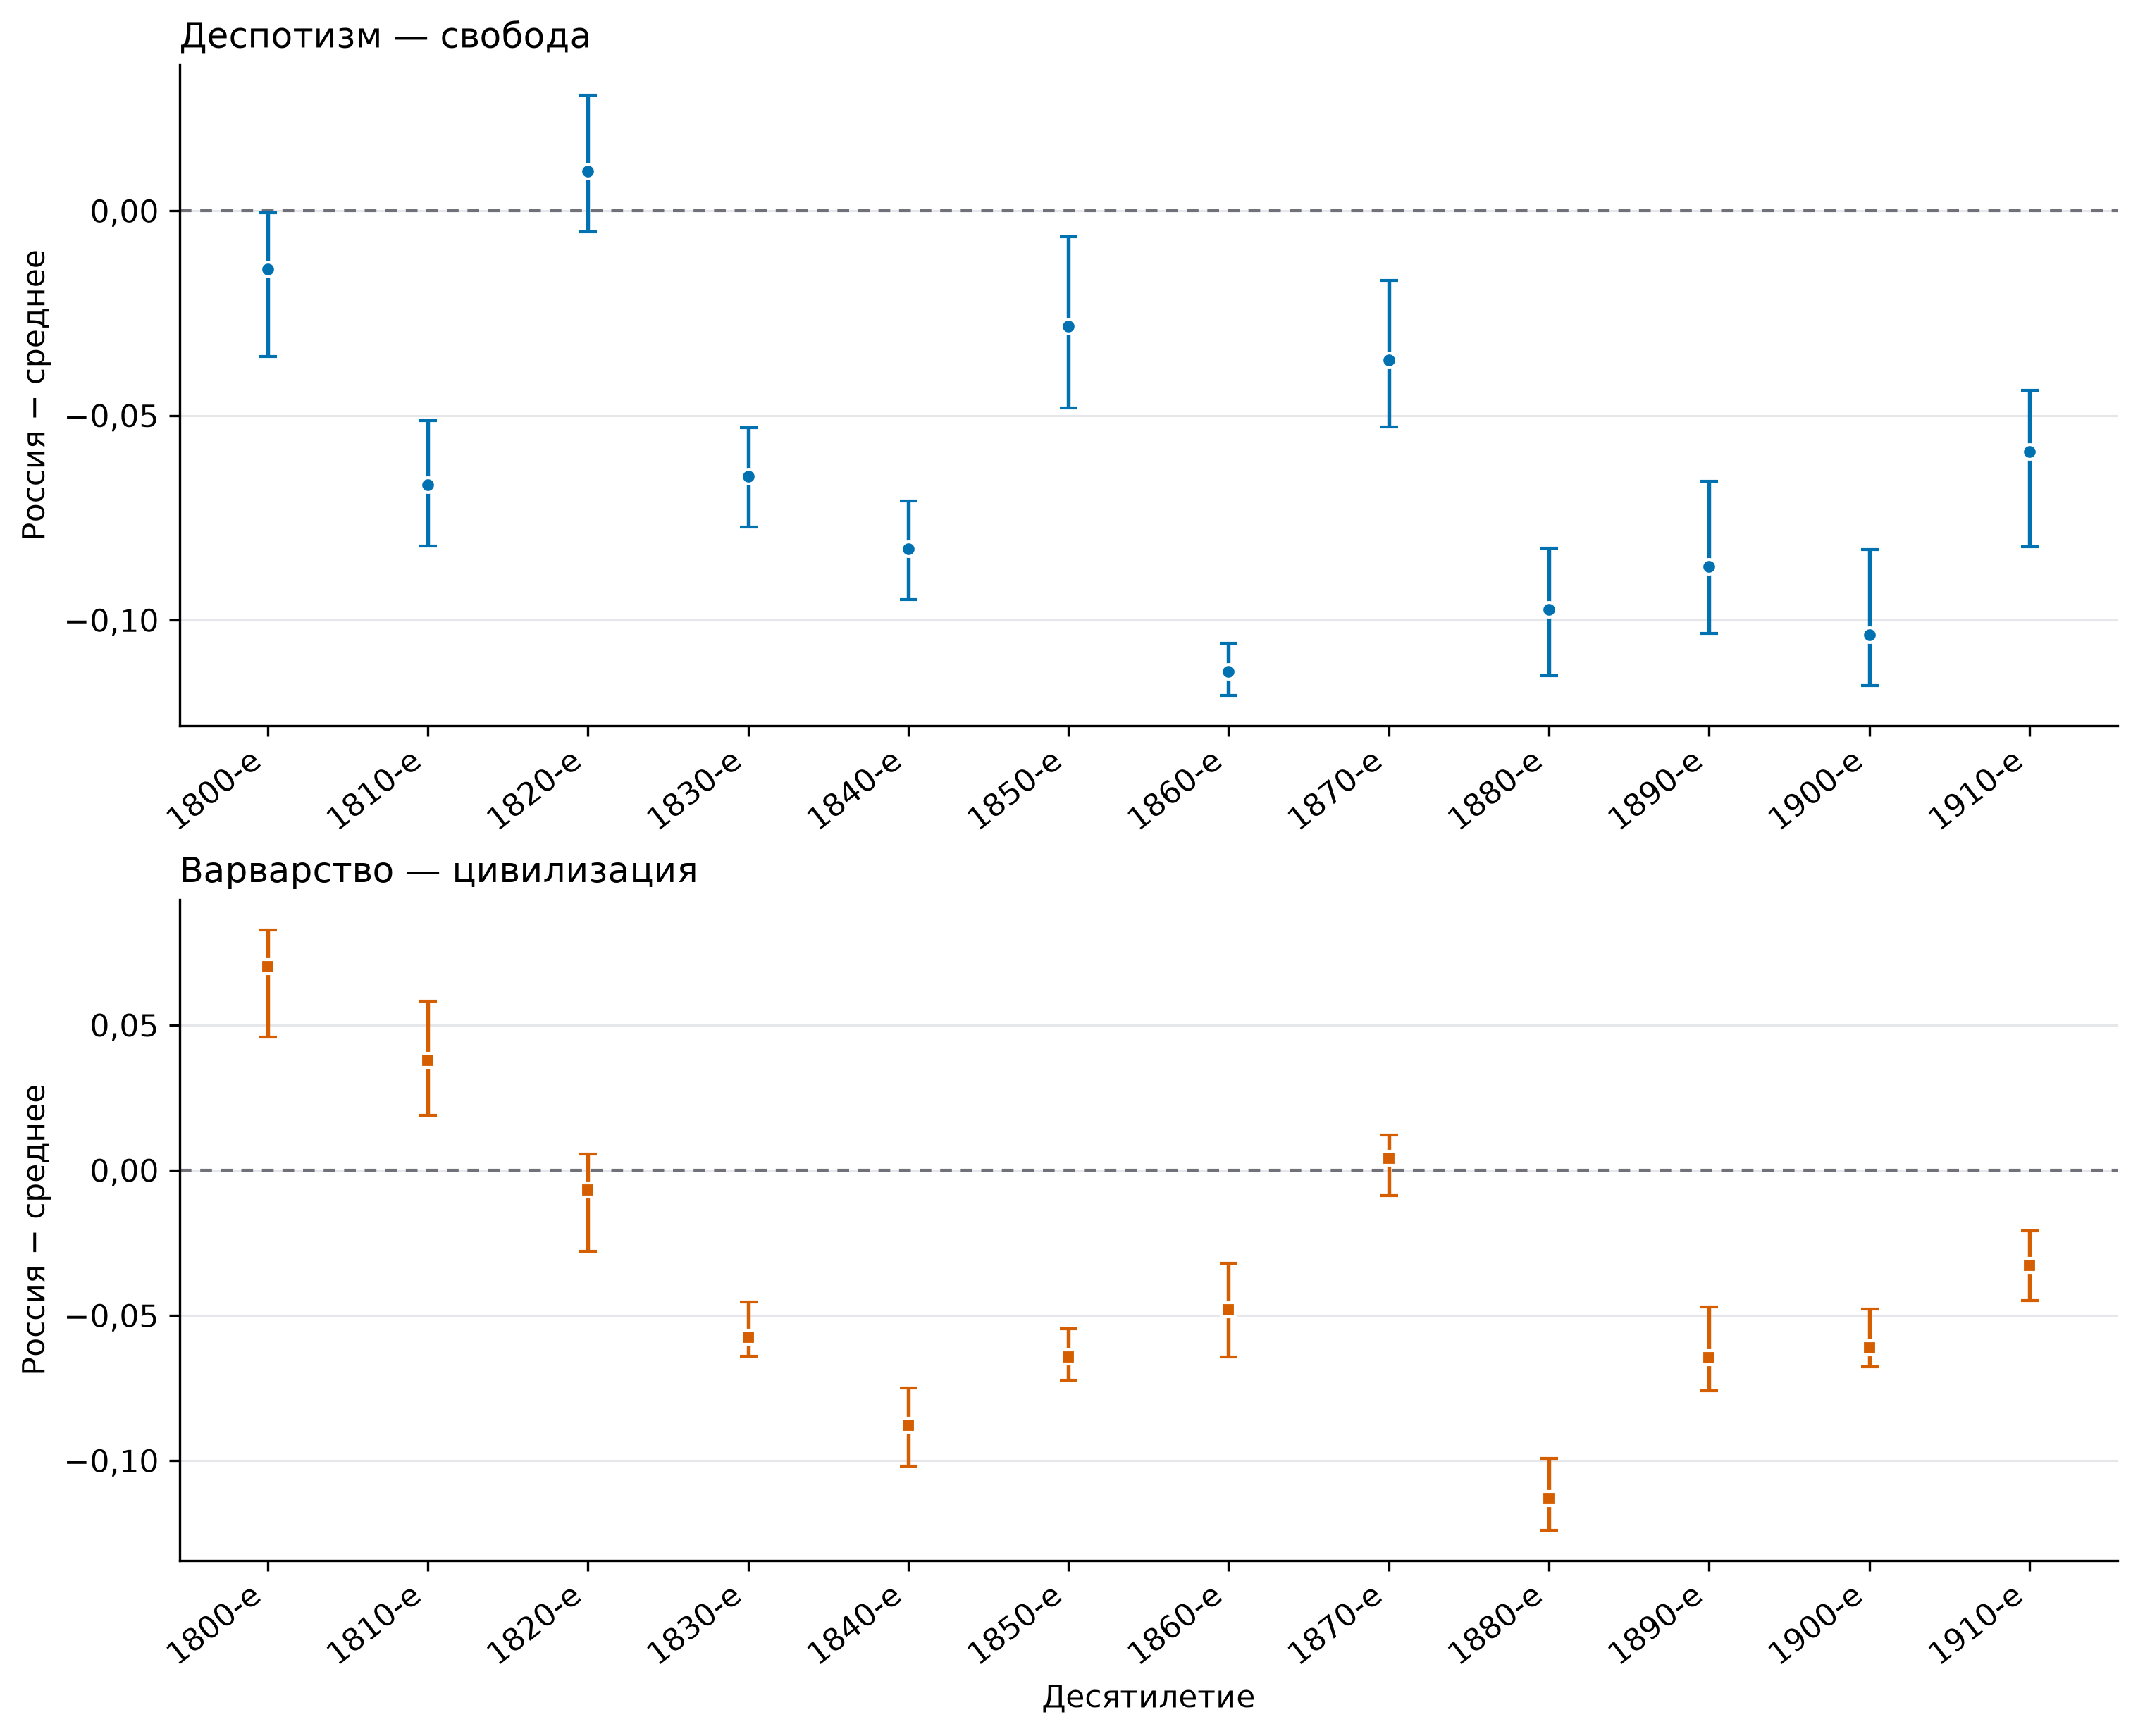 Деспотизм — свобода
Россия − среднее
0,00
−0,05
−0,10
1800-е
1810-е
1820-е
1830-е
1840-е
1850-е
1860-е
1870-е
1880-е
1890-е
1900-е
1910-е
Варварство — цивилизация
Россия − среднее
0,05
0,00
−0,05
−0,10
1800-е
1810-е
1820-е
1830-е
1840-е
1850-е
1860-е
1870-е
1880-е
1890-е
1900-е
1910-е
Десятилетие